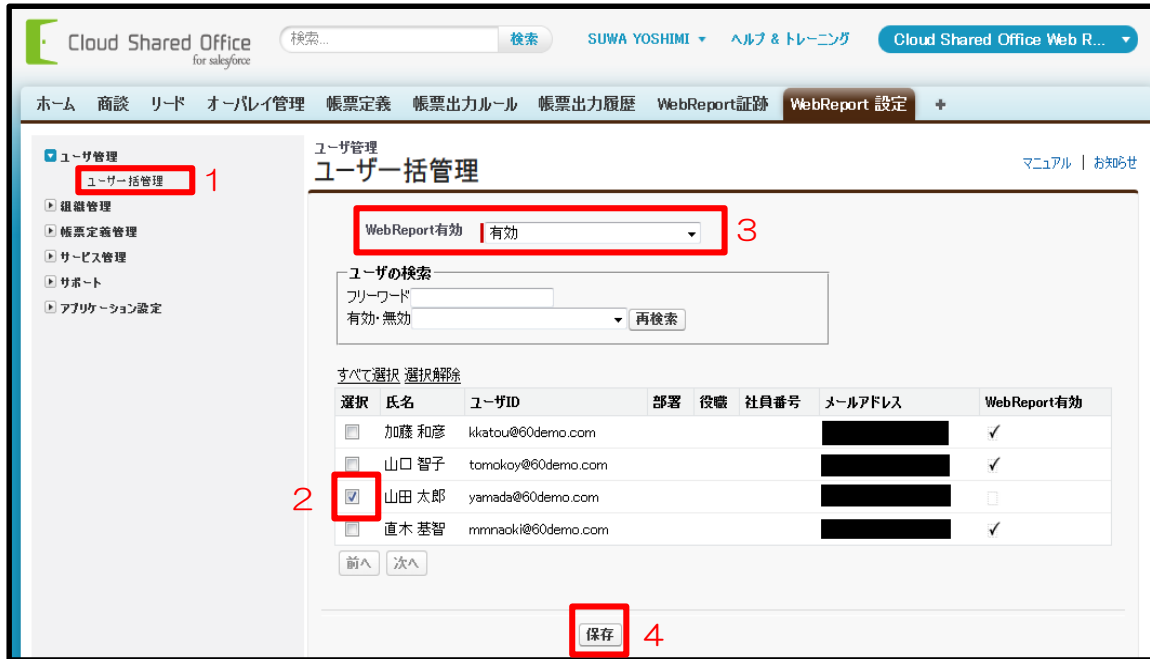 Cloud Shared Office
for salesforce
検索... 検索 SUWA YOSHIMI ヘルプ & トレーニング Cloud Shared Office Web R...
ホーム 商談 リード オーバレイ管理 帳票定義 帳票出力ルール 帳票出力履歴 WebReport証跡 WebReport 設定 +
ユーザ管理
ユーザ一括管理 1
組織管理
帳票定義管理
サービス管理
サポート
アプリケーション設定
ユーザ管理
ユーザ一括管理
マニュアル | お知らせ
WebReport有効 有効 3
ユーザの検索
フリーワード
有効・無効 再検索
すべて選択 選択解除
選択 氏名 ユーザID 部署 役職 社員番号 メールアドレス WebReport有効
加藤 和彦 kkatou@60demo.com
山口 智子 tomokoy@60demo.com
2 山田 太郎 yamada@60demo.com
直木 基智 mmnaoki@60demo.com
前へ 次へ
保存 4